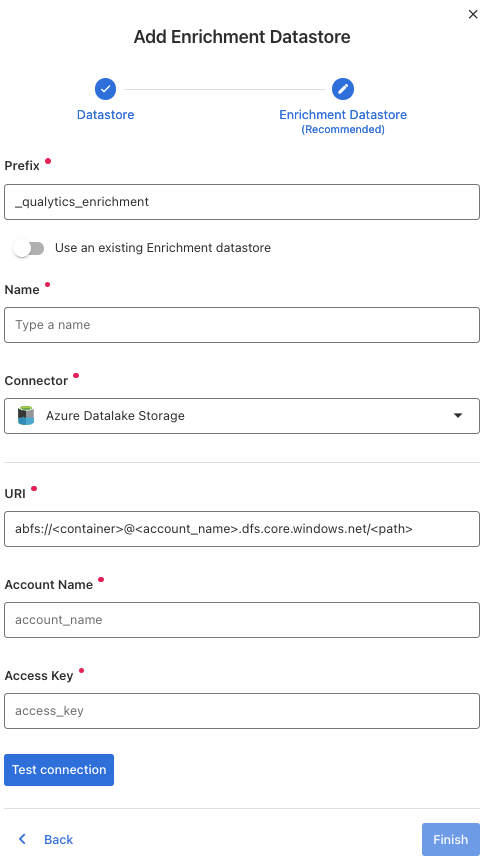 Add Enrichment Datastore
Datastore
Enrichment Datastore
(Recommended)
Prefix
_qualytics_enrichment
Use an existing Enrichment datastore
Name
Type a name
Connector
Azure Datalake Storage
URI
abfs://<container>@<account_name>.dfs.core.windows.net/<path>
Account Name
account_name
Access Key
access_key
Test connection
Back
Finish